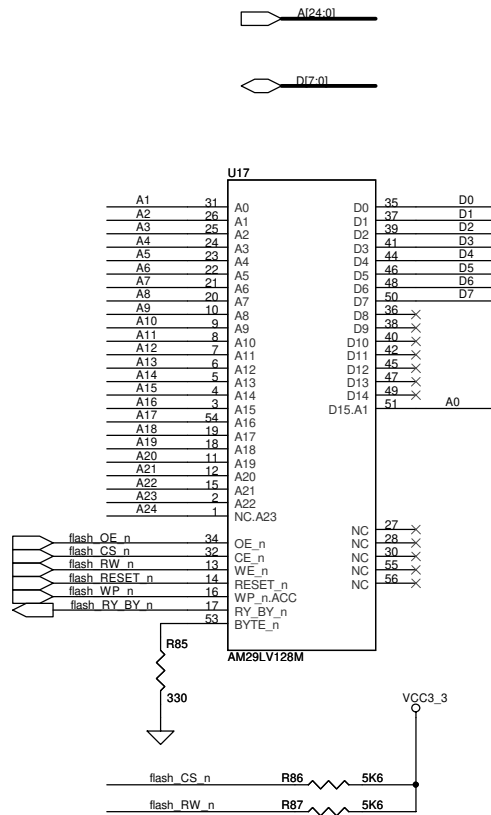 A[24:0]
D[7:0]
U17
A1 31 A0 D0 35 D0
A2 26 A1 D1 37 D1
A3 25 A2 D2 39 D2
A4 24 A3 D3 41 D3
A5 23 A4 D4 44 D4
A6 22 A5 D5 46 D5
A7 21 A6 D6 48 D6
A8 20 A7 D7 50 D7
A9 10 A8 D8 36
A10 9 A9 D9 38
A11 8 A10 D10 40
A12 7 A11 D11 42
A13 6 A12 D12 45
A14 5 A13 D13 47
A15 4 A14 D14 49
A16 3 A15 D15.A1 51 A0
A17 54 A16
A18 19 A17
A19 18 A18
A20 11 A19
A21 12 A20
A22 15 A21
A23 2 A22
A24 1 NC.A23
NC 27
flash_OE_n 34 OE_n NC 28
flash_CS_n 32 CE_n NC 30
flash_RW_n 13 WE_n NC 55
flash_RESET_n 14 RESET_n NC 56
flash_WP_n 16 WP_n.ACC
flash_RY_BY_n 17 RY_BY_n
53 BYTE_n
R85
AM29LV128M
330
VCC3_3
flash_CS_n R86 5K6
flash_RW_n R87 5K6